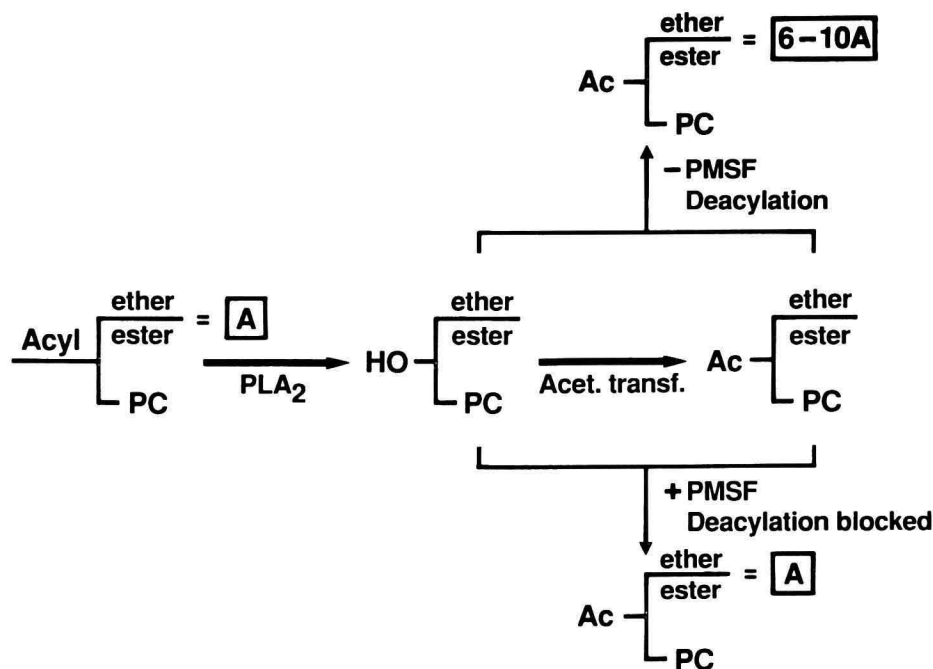 ether = 6–10A
ester
Ac
PC
– PMSF
Deacylation
ether
ester = A
Acyl
PC
PLA2
ether
ester
HO
PC
Acet. transf.
ether
ester
Ac
PC
+ PMSF
Deacylation blocked
ether = A
ester
Ac
PC